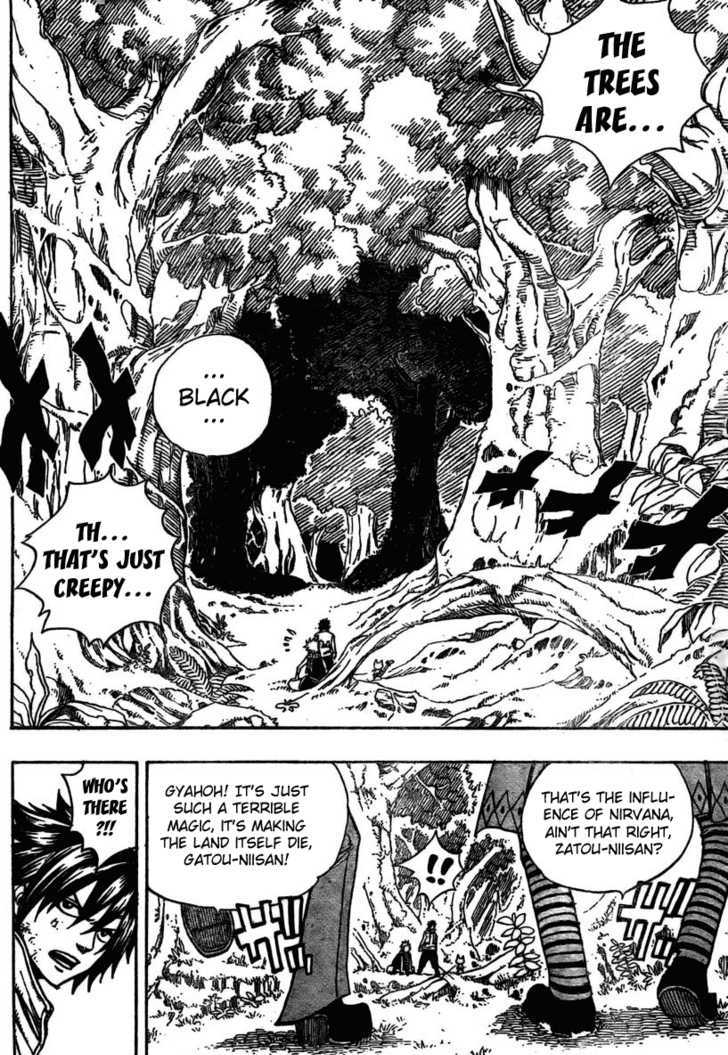 THE
TREES
ARE...
...
BLACK
...
TH...
THAT'S JUST
CREEPY...
THAT'S THE INFLU-
ENCE OF NIRVANA,
AIN'T THAT RIGHT,
ZATOU-NIISAN?
!!
GYAHOH! IT'S JUST
SUCH A TERRIBLE
MAGIC, IT'S MAKING
THE LAND ITSELF DIE,
GATOU-NIISAN!
WHO'S
THERE
?!!